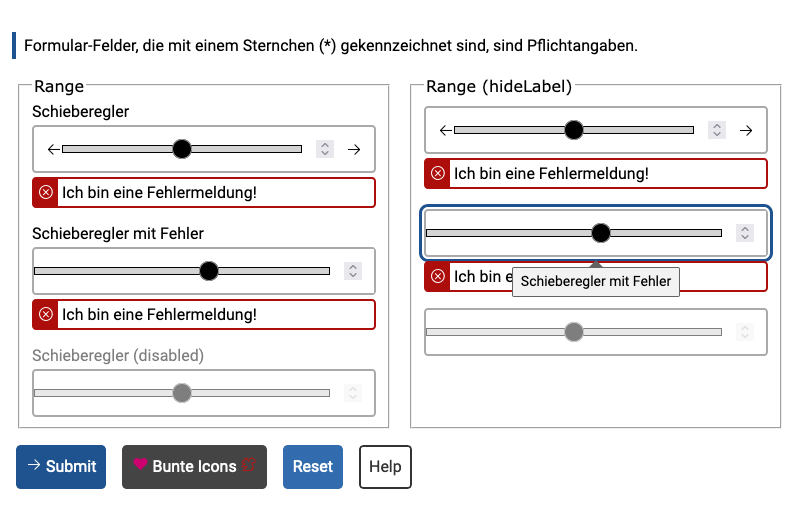 Formular-Felder, die mit einem Sternchen (*) gekennzeichnet sind, sind Pflichtangaben.
Range
Schieberegler
Ich bin eine Fehlermeldung!
Schieberegler mit Fehler
Ich bin eine Fehlermeldung!
Schieberegler (disabled)
Range (hideLabel)
Ich bin eine Fehlermeldung!
Ich bin e
Schieberegler mit Fehler
Submit
Bunte Icons
Reset
Help